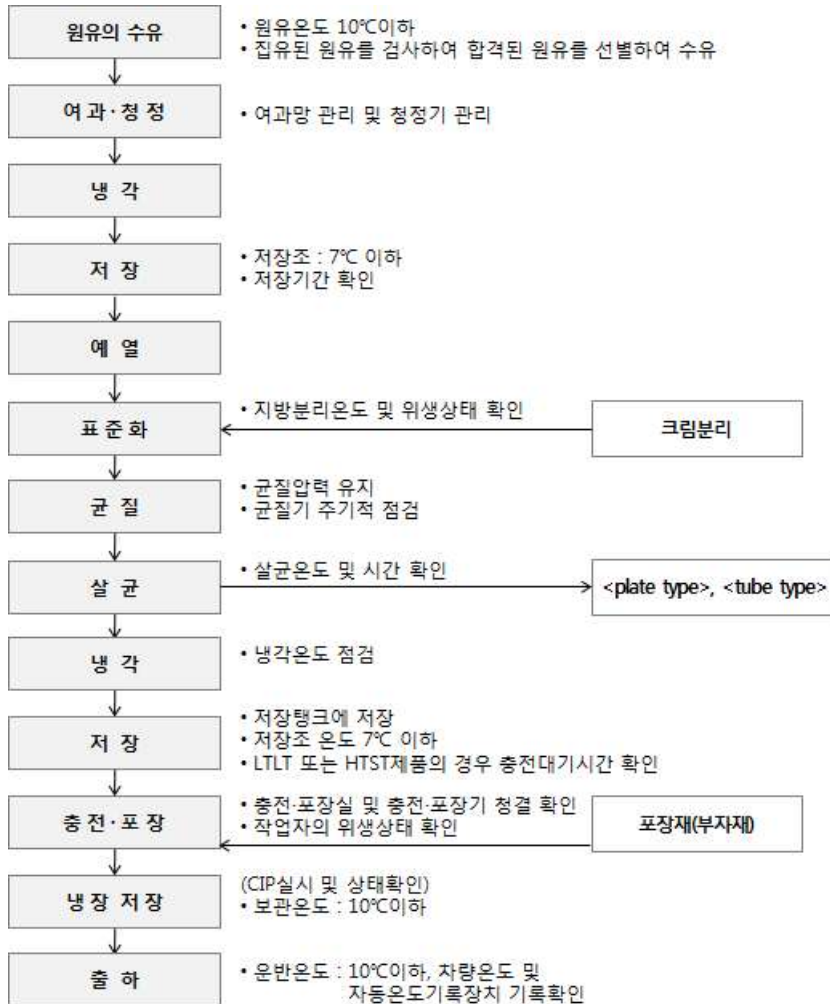 원유의 수유
• 원유온도 10℃이하
• 집유된 원유를 검사하여 합격된 원유를 선별하여 수유
여과·청정
• 여과망 관리 및 청정기 관리
냉 각
저 장
• 저장조 : 7℃ 이하
• 저장기간 확인
예 열
표 준 화
• 지방분리온도 및 위생상태 확인
크림분리
균 질
• 균질압력 유지
• 균질기 주기적 점검
살 균
• 살균온도 및 시간 확인
<plate type>, <tube type>
냉 각
• 냉각온도 점검
저 장
• 저장탱크에 저장
• 저장조 온도 7℃ 이하
• LTLT 또는 HTST제품의 경우 충전대기시간 확인
충 전·포 장
• 충전·포장실 및 충전·포장기 청결 확인
• 작업자의 위생상태 확인
포장재(부자재)
냉 장 저 장
(CIP실시 및 상태확인)
• 보관온도 : 10℃이하
출 하
• 운반온도 : 10℃이하, 차량온도 및
자동온도기록장치 기록확인